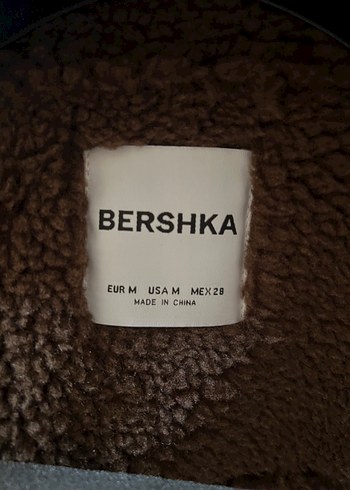 BERSHKA
EUR M USA M MEX 28
MADE IN CHINA